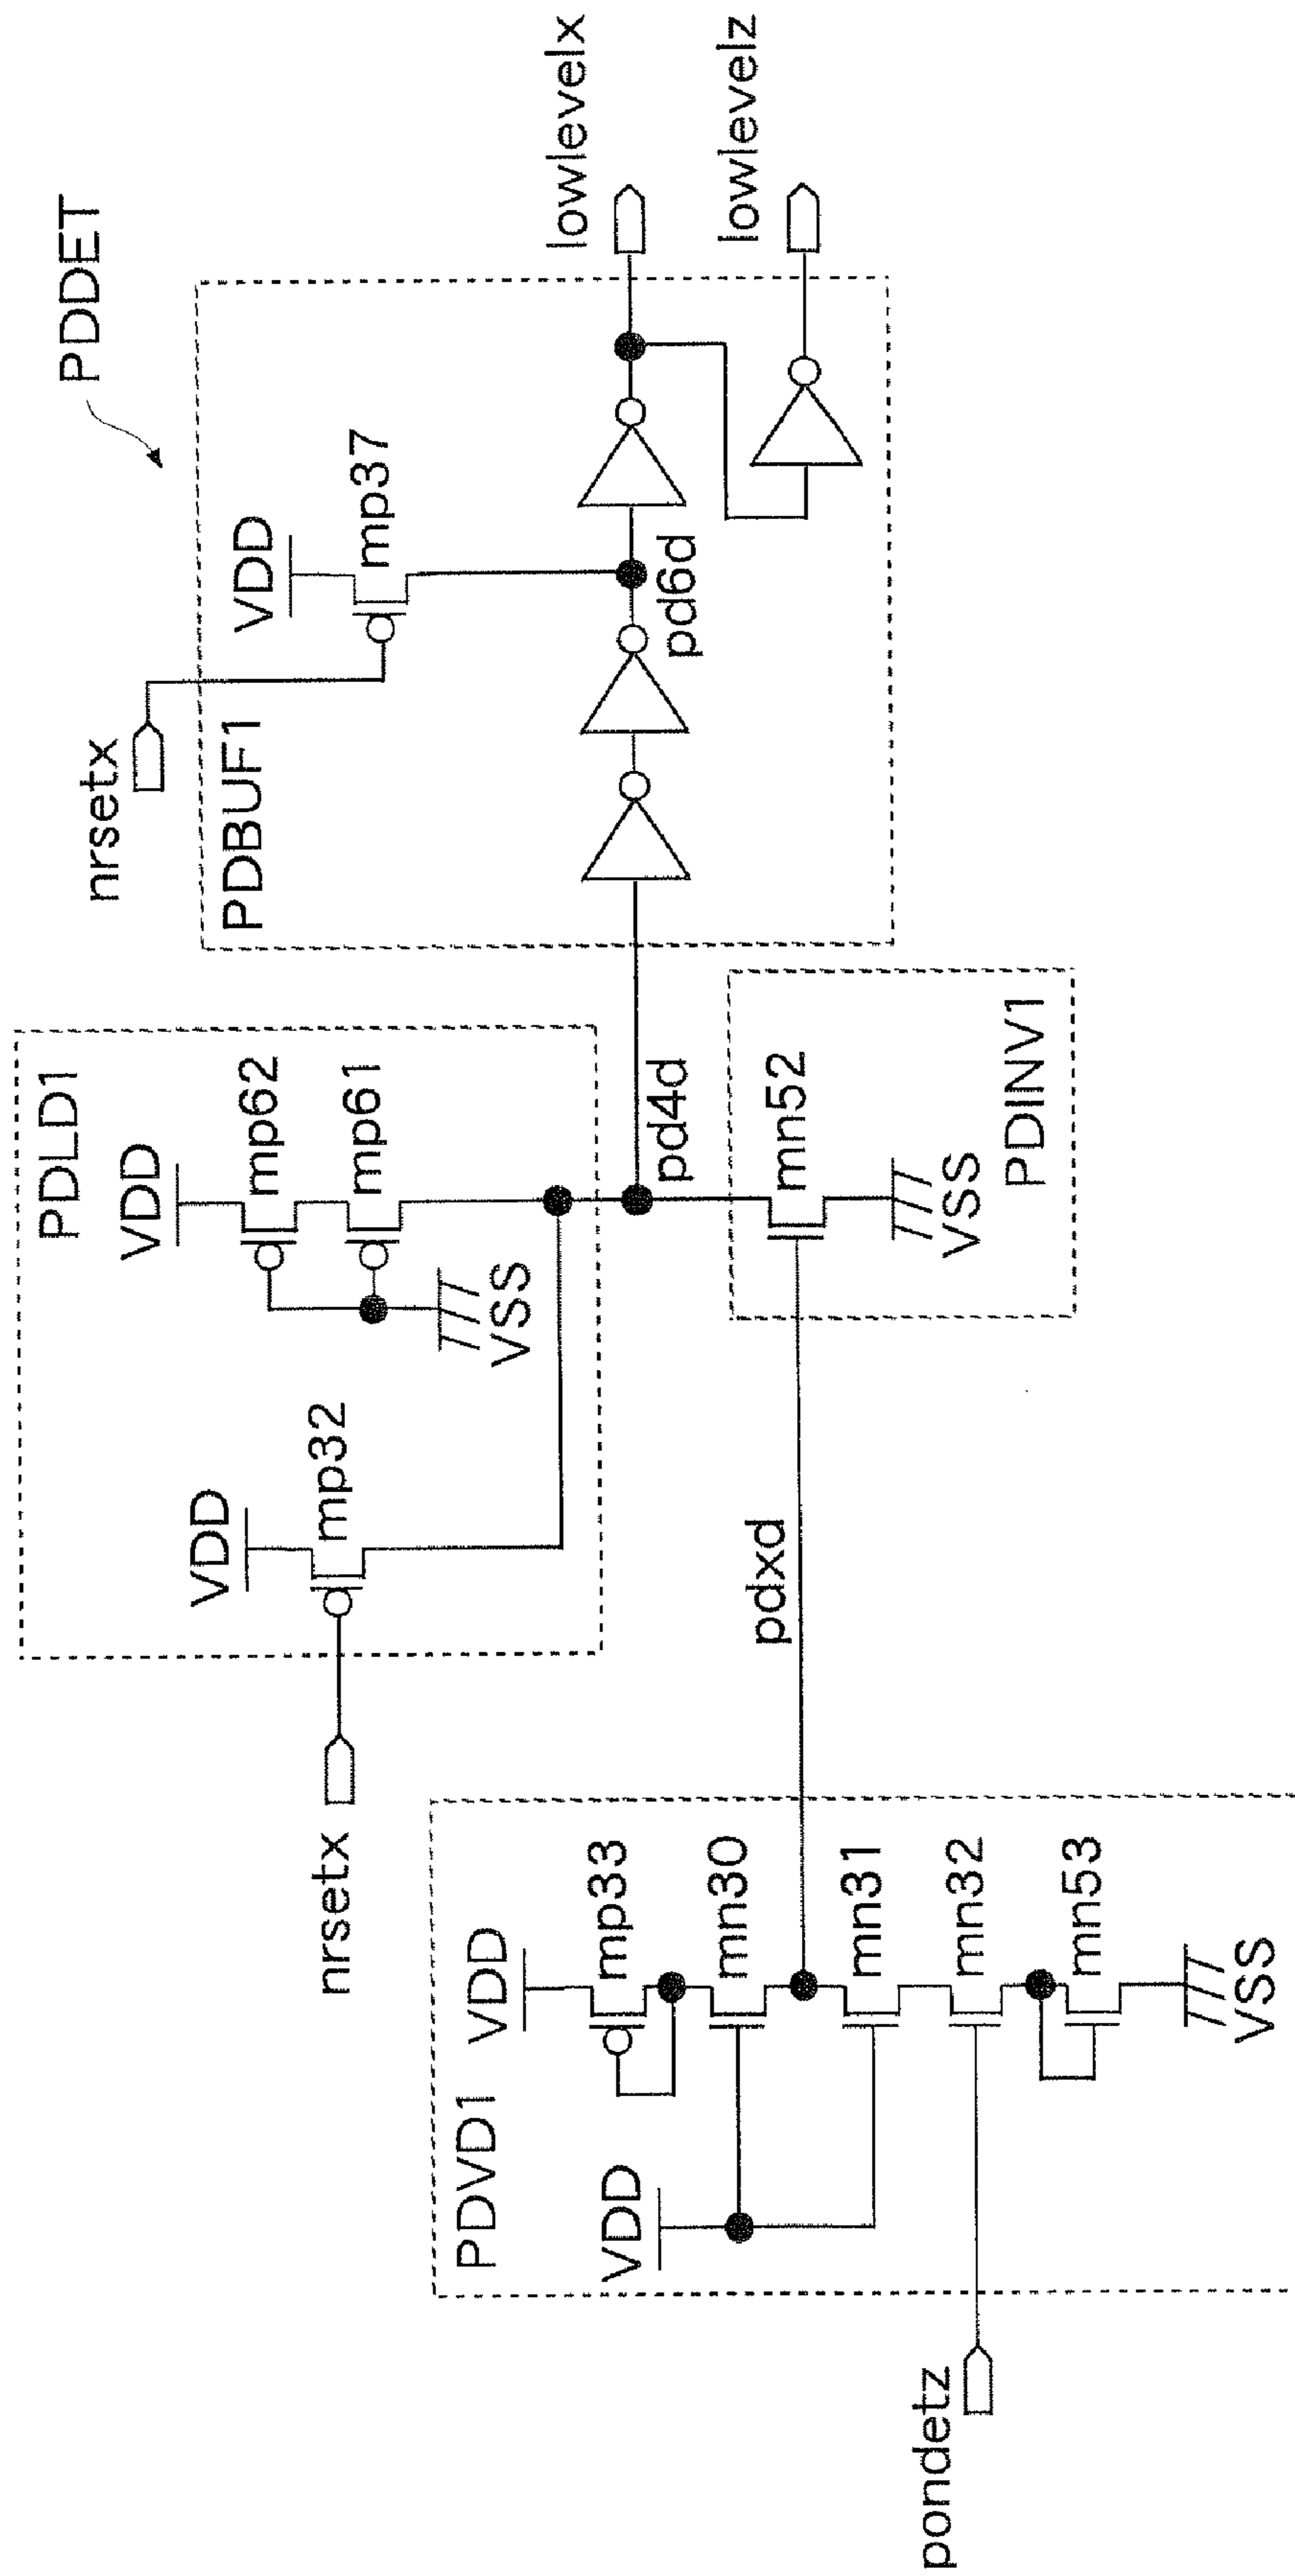 PDDET
PDLD1
VDD
mp62
mp61
VSS
VDD
mp32
nrsetx
nrsetx
PDBUF1
VDD
mp37
pd6d
lowlevelx
lowlevelz
pd4d
mn52
VSS
PDINV1
pdxd
PDVD1
VDD
mp33
mn30
VDD
mn31
mn32
mn53
VSS
pondetz